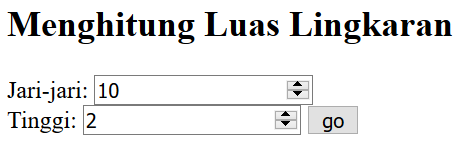 Menghitung Luas Lingkaran
Jari-jari: 10
Tinggi: 2 go